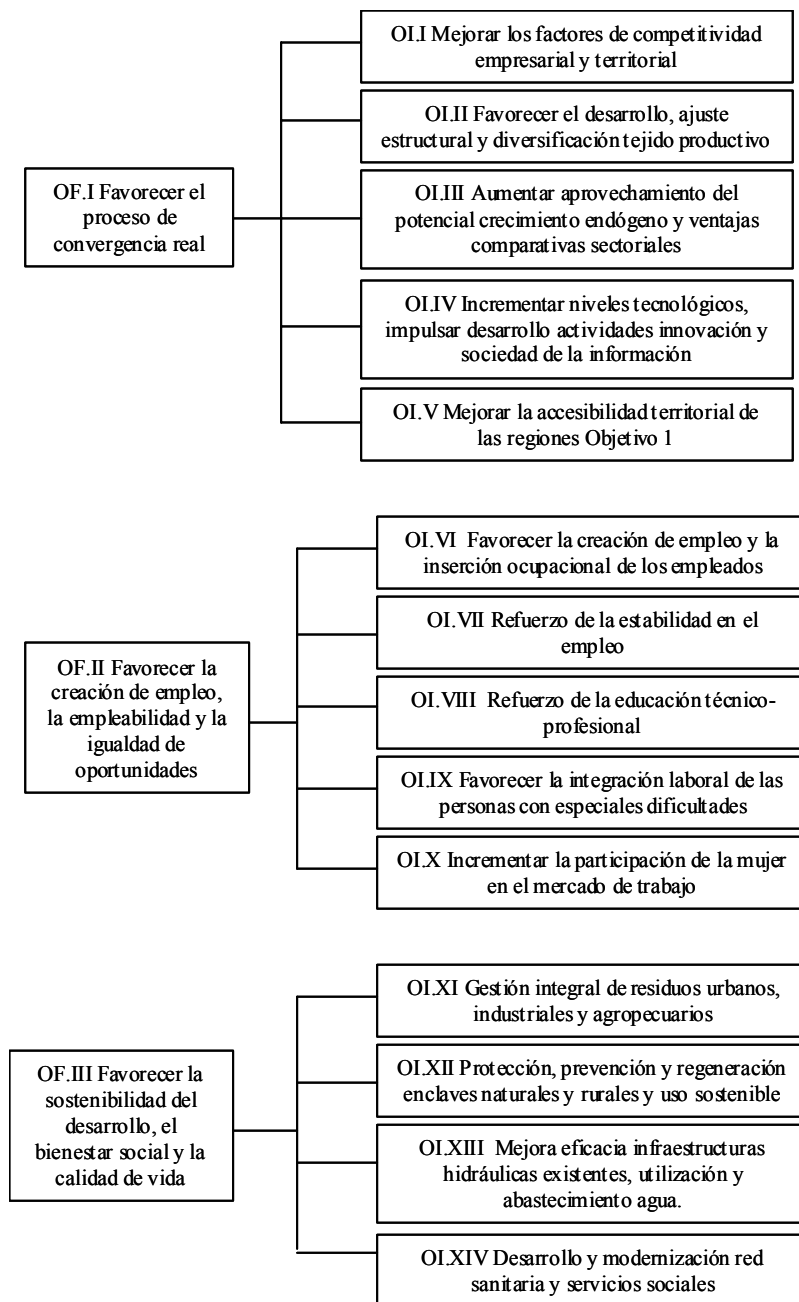 OI.I Mejorar los factores de competitividad
empresarial y territorial
OI.II Favorecer el desarrollo, ajuste
estructural y diversificación tejido productivo
OF.I Favorecer el
proceso de
convergencia real
OI.III Aumentar aprovechamiento del
potencial crecimiento endógeno y ventajas
comparativas sectoriales
OI.IV Incrementar niveles tecnológicos,
impulsar desarrollo actividades innovación y
sociedad de la información
OI.V Mejorar la accesibilidad territorial de
las regiones Objetivo 1
OI.VI Favorecer la creación de empleo y la
inserción ocupacional de los empleados
OI.VII Refuerzo de la estabilidad en el
empleo
OF.II Favorecer la
creación de empleo,
la empleabilidad y la
igualdad de
oportunidades
OI.VIII Refuerzo de la educación técnico-
profesional
OI.IX Favorecer la integración laboral de las
personas con especiales dificultades
OI.X Incrementar la participación de la mujer
en el mercado de trabajo
OI.XI Gestión integral de residuos urbanos,
industriales y agropecuarios
OI.XII Protección, prevención y regeneración
enclaves naturales y rurales y uso sostenible
OF.III Favorecer la
sostenibilidad del
desarrollo, el
bienestar social y la
calidad de vida
OI.XIII Mejora eficacia infraestructuras
hidráulicas existentes, utilización y
abastecimiento agua.
OI.XIV Desarrollo y modernización red
sanitaria y servicios sociales